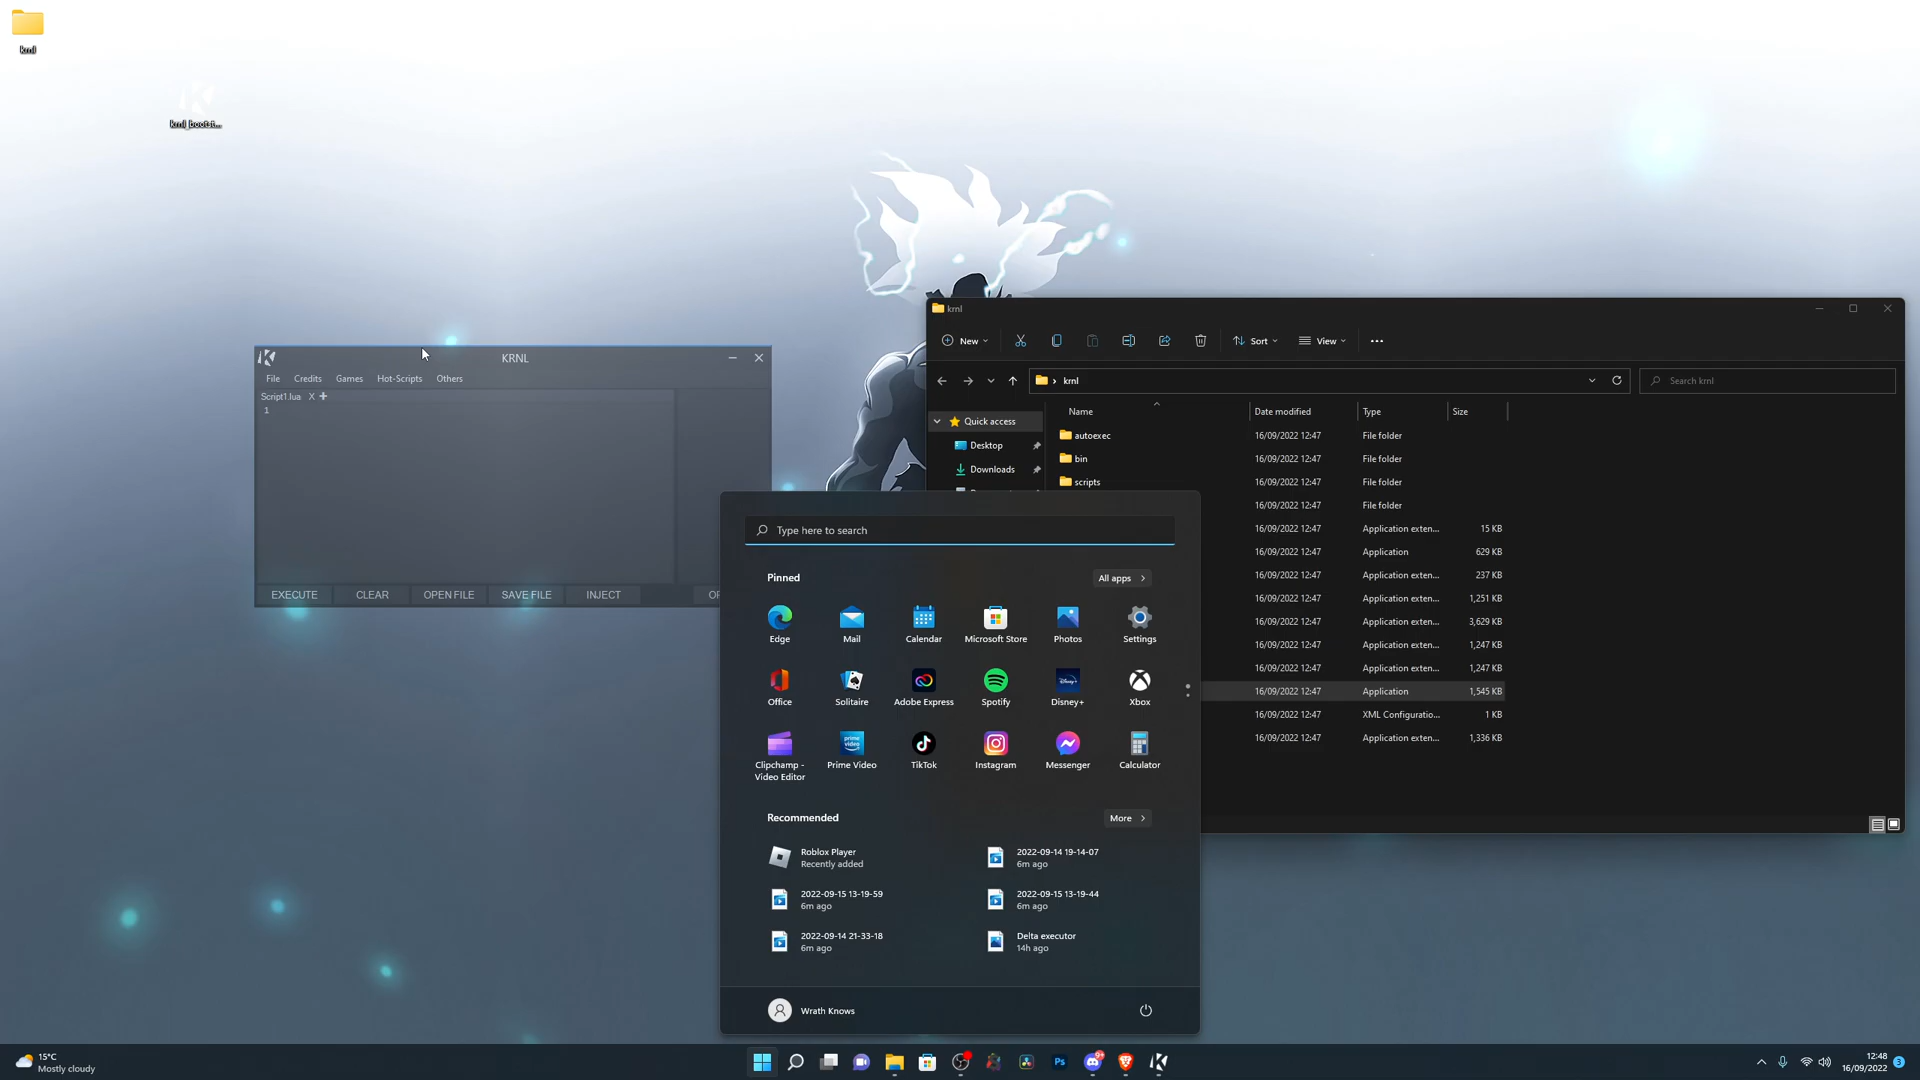 krnl
krnl_bootst...
KRNL
File Credits Games Hot-Scripts Others
Script1.lua X
1
EXECUTE CLEAR OPEN FILE SAVE FILE INJECT
krnl
New Sort View
krnl
Search krnl
Name Date modified Type Size
Quick access
Desktop
Downloads
autoexec 16/09/2022 12:47 File folder
bin 16/09/2022 12:47 File folder
scripts 16/09/2022 12:47 File folder
16/09/2022 12:47 File folder
16/09/2022 12:47 Application exten... 15 KB
16/09/2022 12:47 Application 629 KB
16/09/2022 12:47 Application exten... 237 KB
16/09/2022 12:47 Application exten... 1,251 KB
16/09/2022 12:47 Application exten... 3,629 KB
16/09/2022 12:47 Application exten... 1,247 KB
16/09/2022 12:47 Application exten... 1,247 KB
16/09/2022 12:47 Application 1,545 KB
16/09/2022 12:47 XML Configuratio... 1 KB
16/09/2022 12:47 Application exten... 1,336 KB
Type here to search
Pinned All apps
Edge Mail Calendar Microsoft Store Photos Settings
Office Solitaire Adobe Express Spotify Disney+ Xbox
Clipchamp - Video Editor Prime Video TikTok Instagram Messenger Calculator
Recommended More
Roblox Player
Recently added
2022-09-14 19-14-07
6m ago
2022-09-15 13-19-59
6m ago
2022-09-15 13-19-44
6m ago
2022-09-14 21-33-18
6m ago
Delta executor
14h ago
Wrath Knows
15°C
Mostly cloudy
12:48
16/09/2022
3